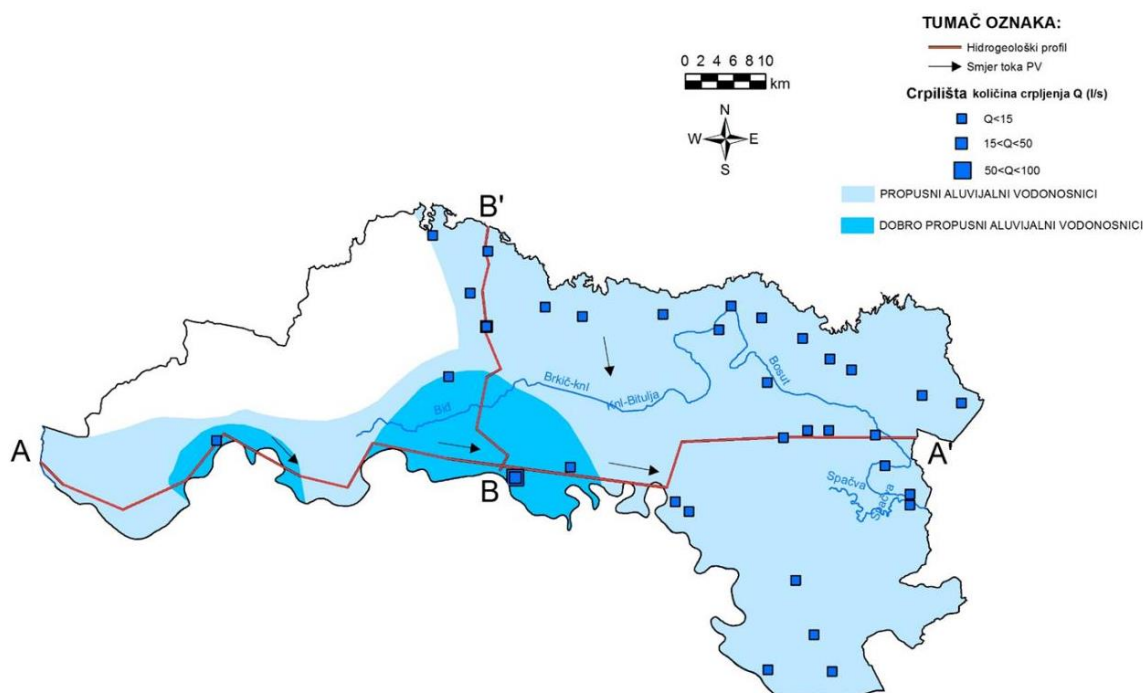 TUMAČ OZNAKA:
Hidrogeološki profil
Smjer toka PV
Crpilišta količina crpljenja Q (l/s)
Q<15
15<Q<50
50<Q<100
PROPUSNI ALUVIJALNI VODONOSNICI
DOBRO PROPUSNI ALUVIJALNI VODONOSNICI
0 2 4 6 8 10
km
N
W E
S
B'
Bosut
Brkič-knl
Knl-Bitulja
Bid
A
A'
B
Spačva
Spačva